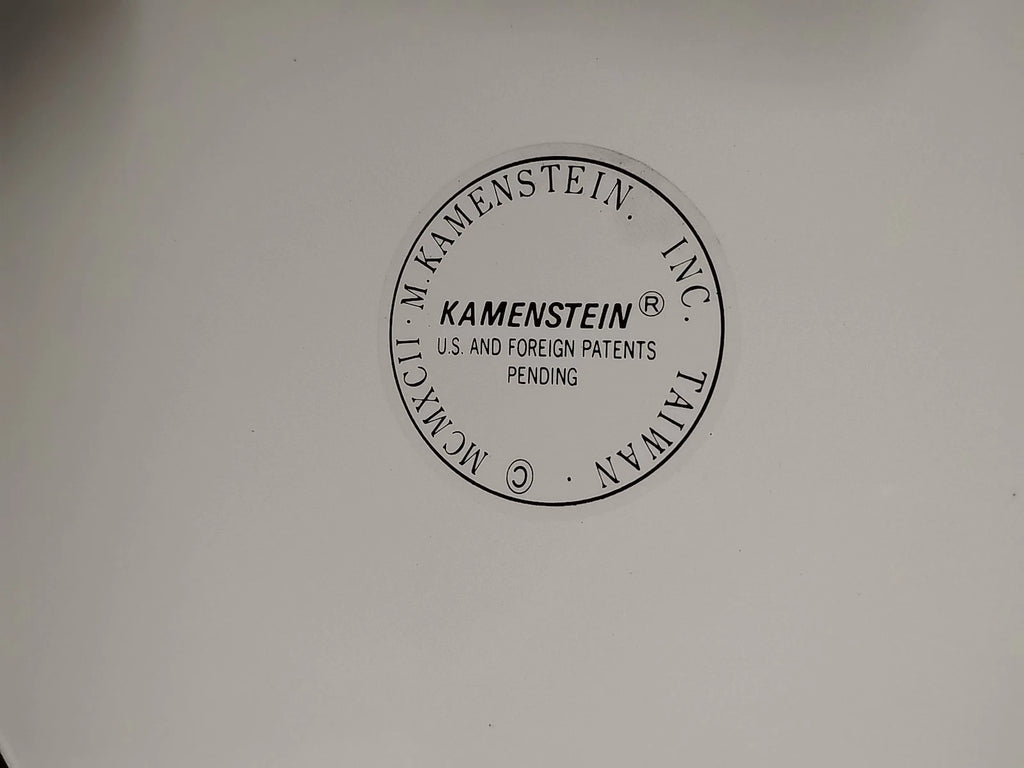 · M. KAMENSTEIN. INC. · TAIWAN · © MCMXCII
KAMENSTEIN ®
U.S. AND FOREIGN PATENTS
PENDING